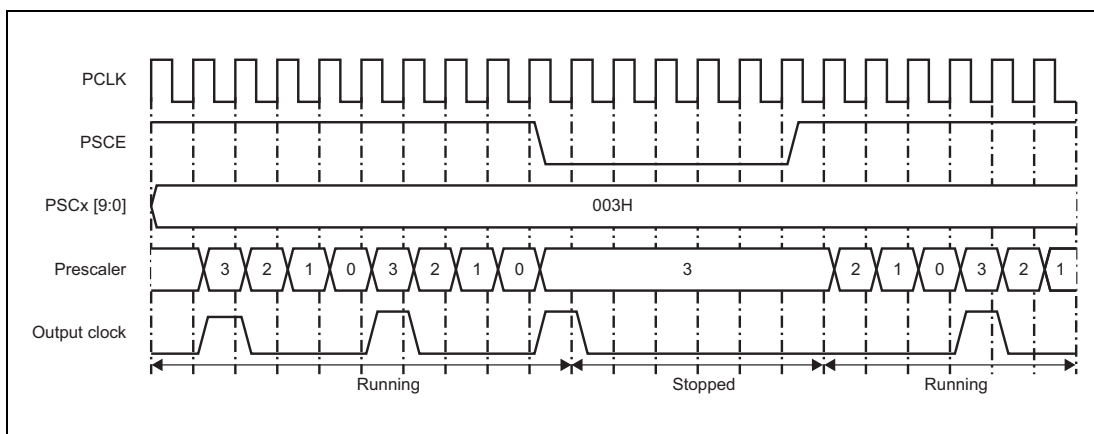 PCLK
PSCE
PSCx [9:0]
003H
Prescaler
3 2 1 0 3 2 1 0 3 2 1 0 3 2 1
Output clock
Running Stopped Running